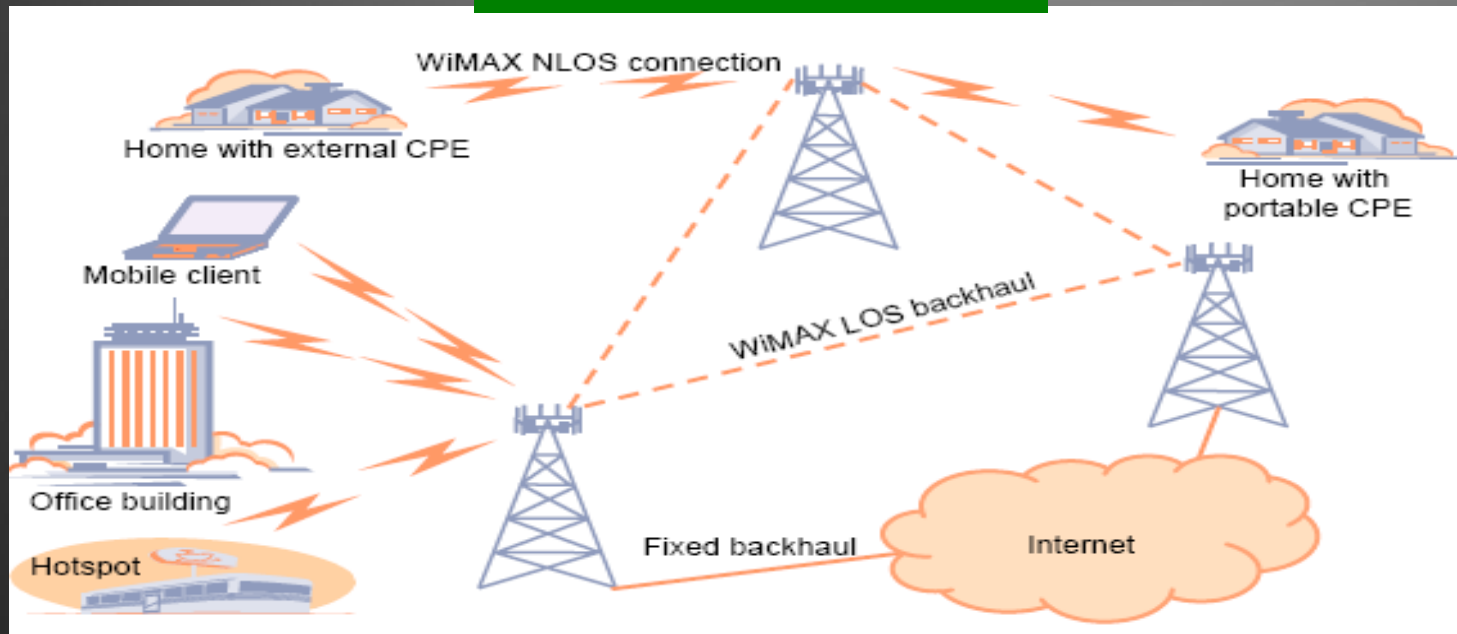 WiMAX NLOS connection
Home with external CPE
Home with
portable CPE
Mobile client
WiMAX LOS backhaul
Office building
Fixed backhaul
Internet
Hotspot